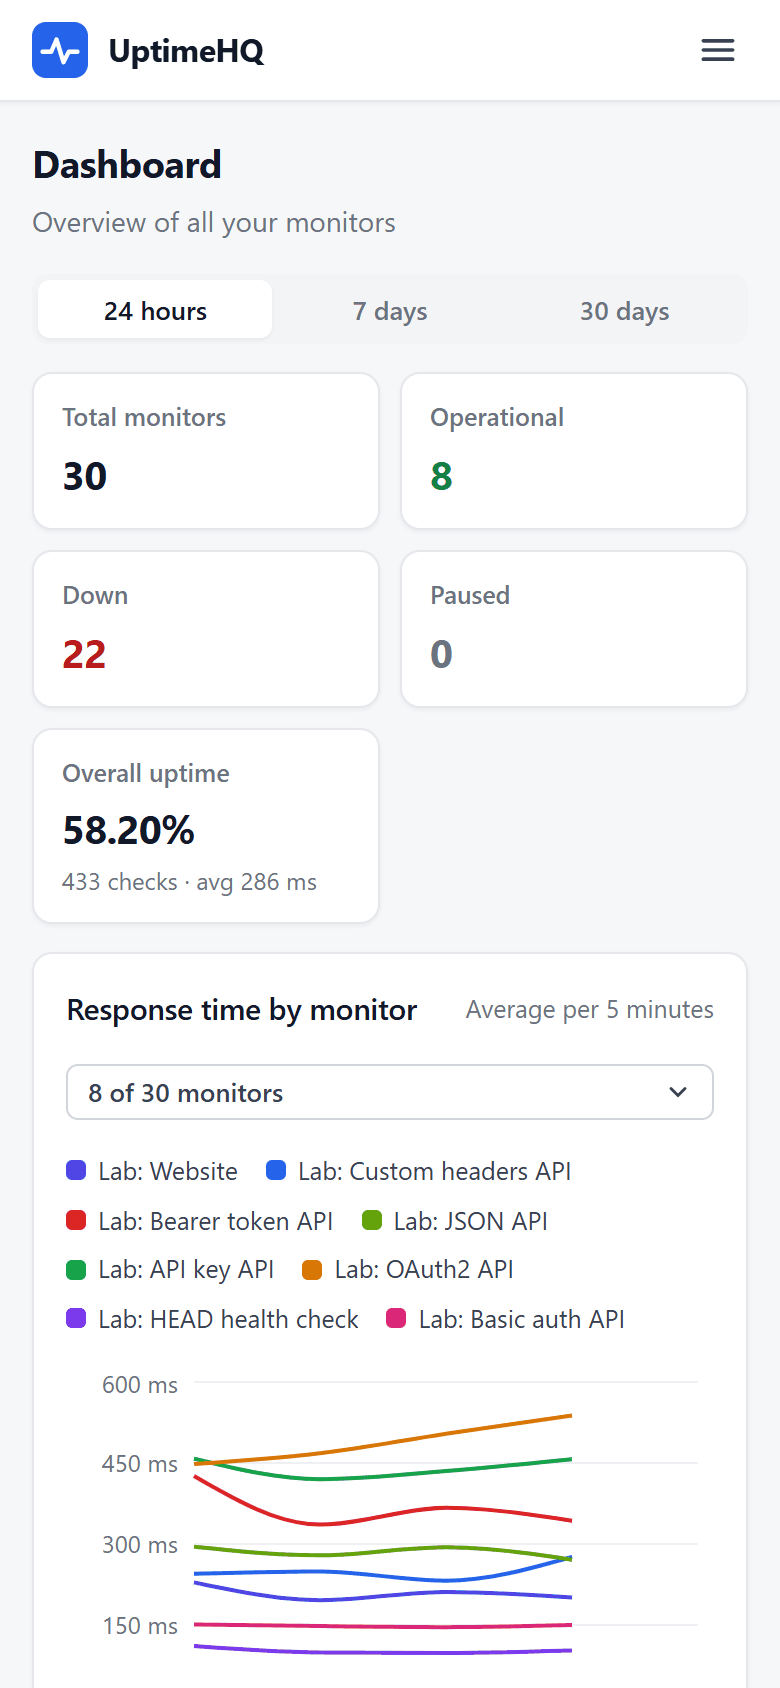 UptimeHQ
Dashboard
Overview of all your monitors
24 hours 7 days 30 days
Total monitors
30
Operational
8
Down
22
Paused
0
Overall uptime
58.20%
433 checks · avg 286 ms
Response time by monitor Average per 5 minutes
8 of 30 monitors
Lab: Website Lab: Custom headers API
Lab: Bearer token API Lab: JSON API
Lab: API key API Lab: OAuth2 API
Lab: HEAD health check Lab: Basic auth API
600 ms
450 ms
300 ms
150 ms